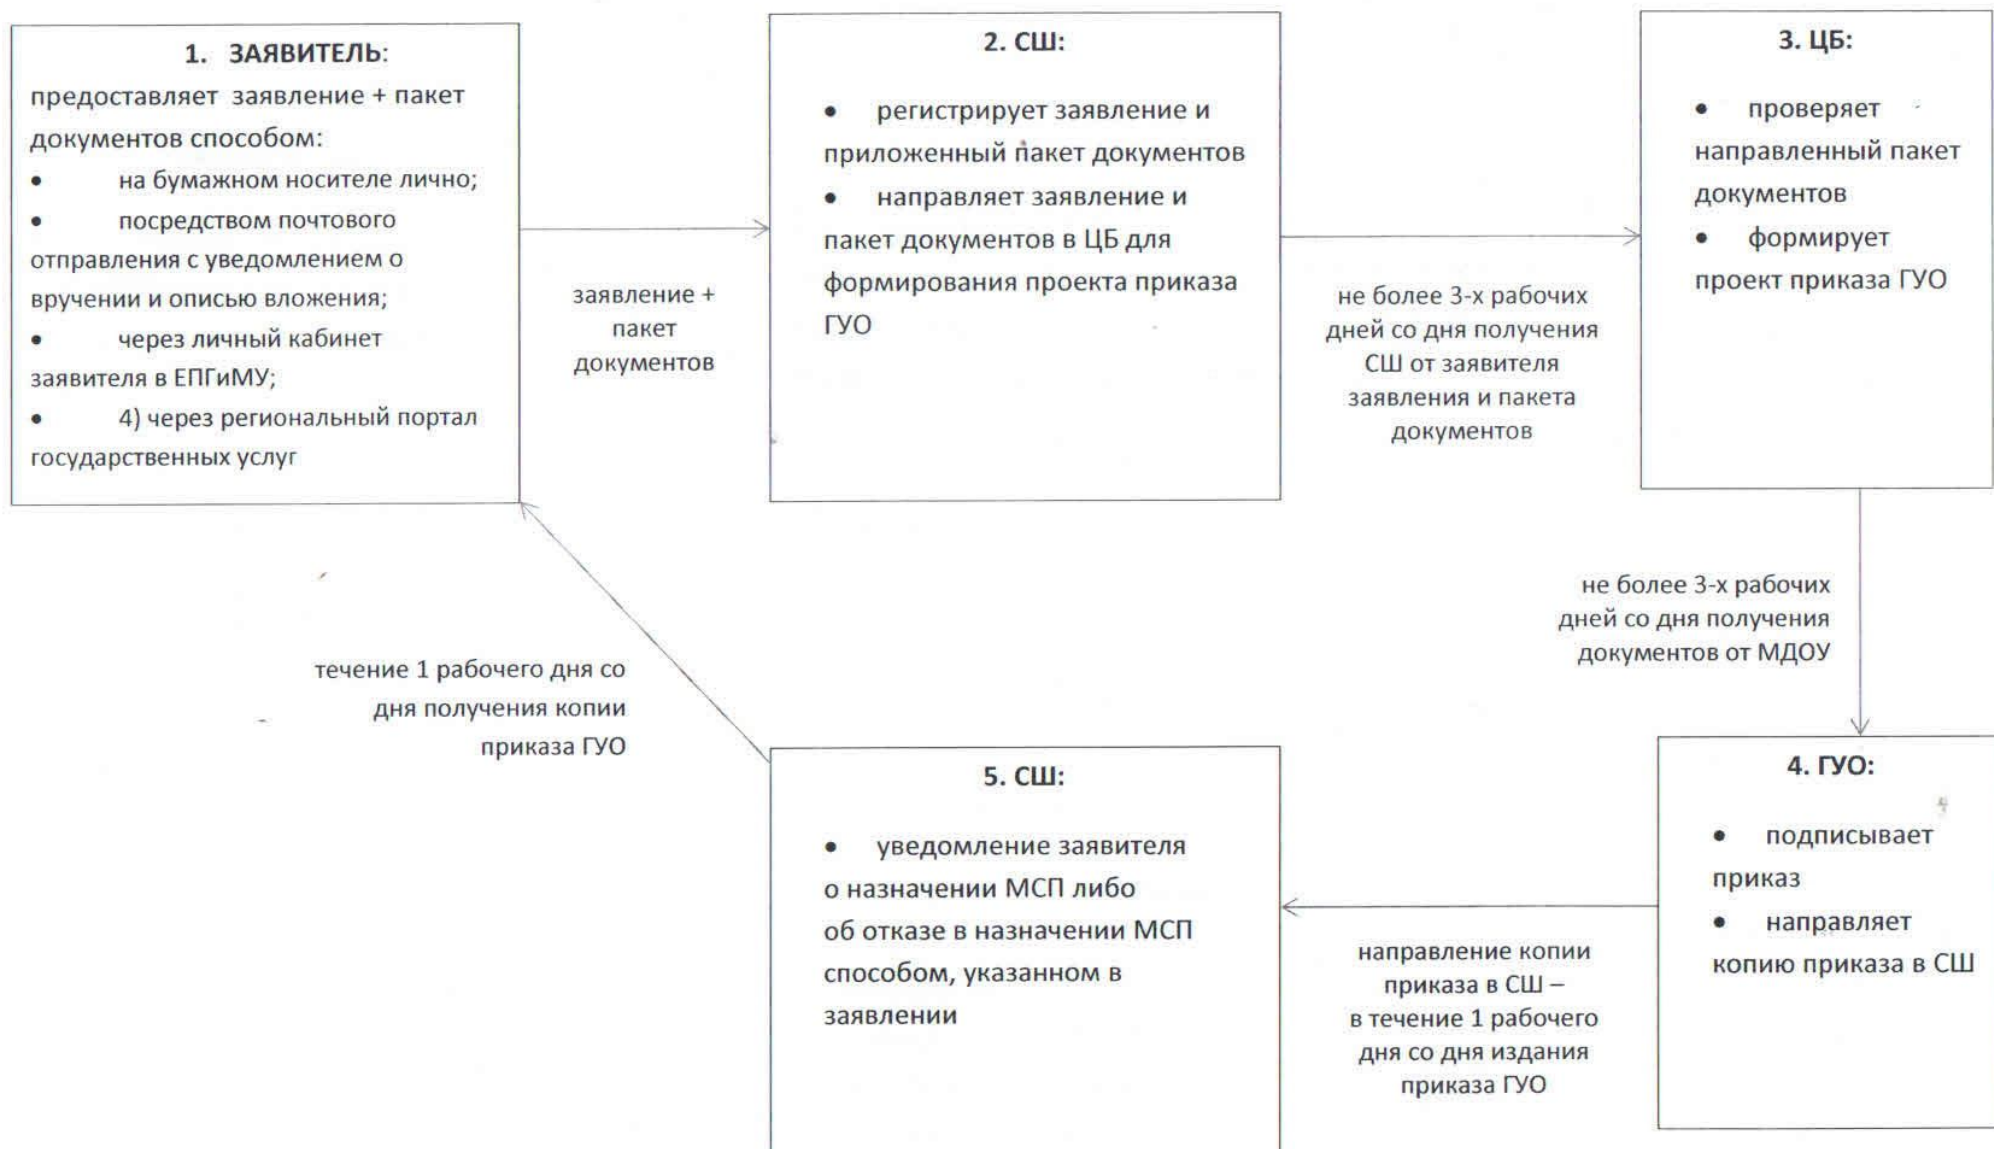 1. ЗАЯВИТЕЛЬ:
предоставляет заявление + пакет
документов способом:
• на бумажном носителе лично;
• посредством почтового
отправления с уведомлением о
вручении и описью вложения;
• через личный кабинет
заявителя в ЕПГиМУ;
• 4) через региональный портал
государственных услуг
заявление +
пакет
документов
2. СШ:
• регистрирует заявление и
приложенный пакет документов
• направляет заявление и
пакет документов в ЦБ для
формирования проекта приказа
ГУО
не более 3-х рабочих
дней со дня получения
СШ от заявителя
заявления и пакета
документов
3. ЦБ:
• проверяет
направленный пакет
документов
• формирует
проект приказа ГУО
не более 3-х рабочих
дней со дня получения
документов от МДОУ
4. ГУО:
• подписывает
приказ
• направляет
копию приказа в СШ
направление копии
приказа в СШ –
в течение 1 рабочего
дня со дня издания
приказа ГУО
5. СШ:
• уведомление заявителя
о назначении МСП либо
об отказе в назначении МСП
способом, указанном в
заявлении
течение 1 рабочего дня со
дня получения копии
приказа ГУО